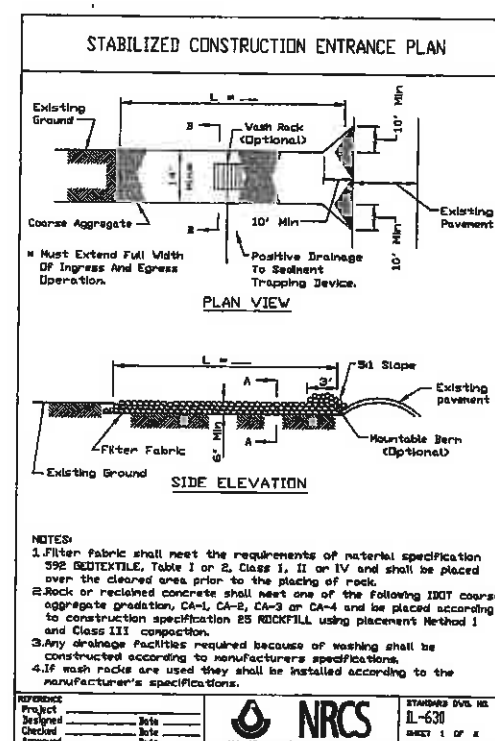 STABILIZED CONSTRUCTION ENTRANCE PLAN
L =
Existing
Ground
B
Wash Rack
(Optional)
10' Min
14'
Coarse Aggregate
B
10' Min
Existing
Pavement
10' Min
* Must Extend Full Width
Of Ingress And Egress
Operation.
Positive Drainage
To Sediment
Trapping Device.
PLAN VIEW
L =
A
3'
5:1 Slope
Existing
pavement
Filter Fabric
6" Min
A
Mountable Berm
(Optional)
Existing Ground
SIDE ELEVATION
NOTES:
1.Filter fabric shall meet the requirements of material specification
592 GEOTEXTILE, Table 1 or 2, Class I, II or IV and shall be placed
over the cleared area prior to the placing of rock.
2.Rock or reclaimed concrete shall meet one of the following IDOT coarse
aggregate gradation, CA-1, CA-2, CA-3 or CA-4 and be placed according
to construction specification 25 ROCKFILL using placement Method 1
and Class III compaction.
3.Any drainage facilities required because of washing shall be
constructed according to manufacturers specifications.
4.If wash racks are used they shall be installed according to the
manufacturer's specifications.
REFERENCE
Project
Designed Date
Checked Date
Approved Date
NRCS
STANDARD DWG. NO.
IL-630
SHEET 1 OF